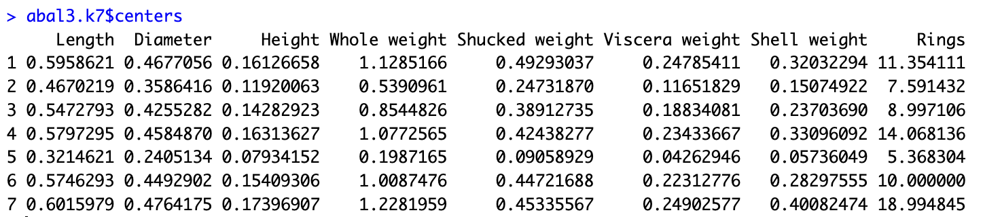 > abal3.k7$centers
Length Diameter Height Whole weight Shucked weight Viscera weight Shell weight Rings
1 0.5958621 0.4677056 0.16126658 1.1285166 0.49293037 0.24785411 0.32032294 11.354111
2 0.4670219 0.3586416 0.11920063 0.5390961 0.24731870 0.11651829 0.15074922 7.591432
3 0.5472793 0.4255282 0.14282923 0.8544826 0.38912735 0.18834081 0.23703690 8.997106
4 0.5797295 0.4584870 0.16313627 1.0772565 0.42438277 0.23433667 0.33096092 14.068136
5 0.3214621 0.2405134 0.07934152 0.1987165 0.09058929 0.04262946 0.05736049 5.368304
6 0.5746293 0.4492902 0.15409306 1.0087476 0.44721688 0.22312776 0.28297555 10.000000
7 0.6015979 0.4764175 0.17396907 1.2281959 0.45335567 0.24902577 0.40082474 18.994845